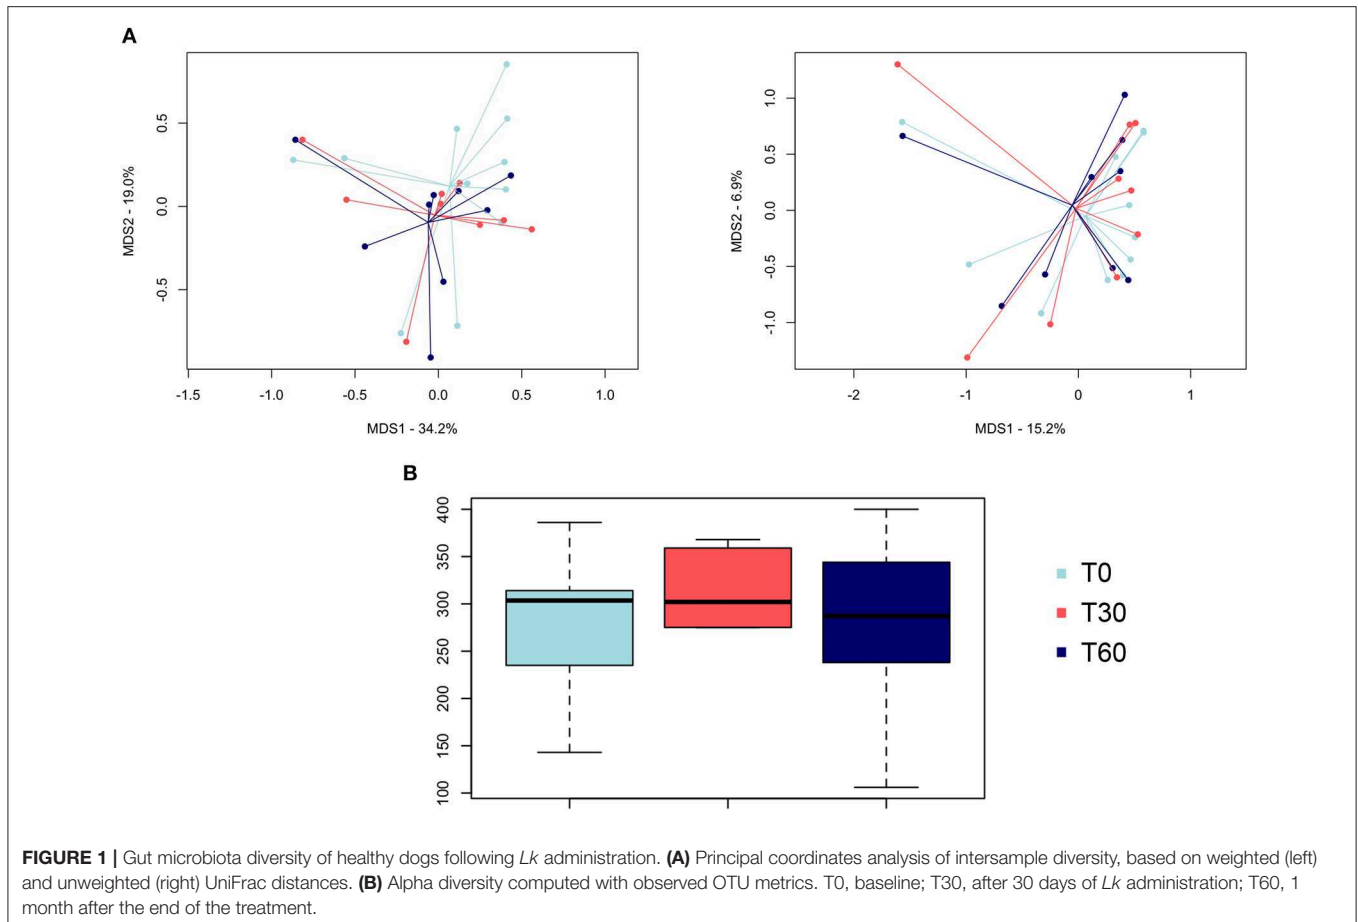 A
0.5
0.0
-0.5
MDS2 - 19.0%
-1.5 -1.0 -0.5 0.0 0.5 1.0
MDS1 - 34.2%
1.0
0.5
0.0
-0.5
-1.0
MDS2 - 6.9%
-2 -1 0 1
MDS1 - 15.2%
B
400
350
300
250
200
150
100
T0
T30
T60
FIGURE 1 | Gut microbiota diversity of healthy dogs following Lk administration. (A) Principal coordinates analysis of intersample diversity, based on weighted (left)
and unweighted (right) UniFrac distances. (B) Alpha diversity computed with observed OTU metrics. T0, baseline; T30, after 30 days of Lk administration; T60, 1
month after the end of the treatment.